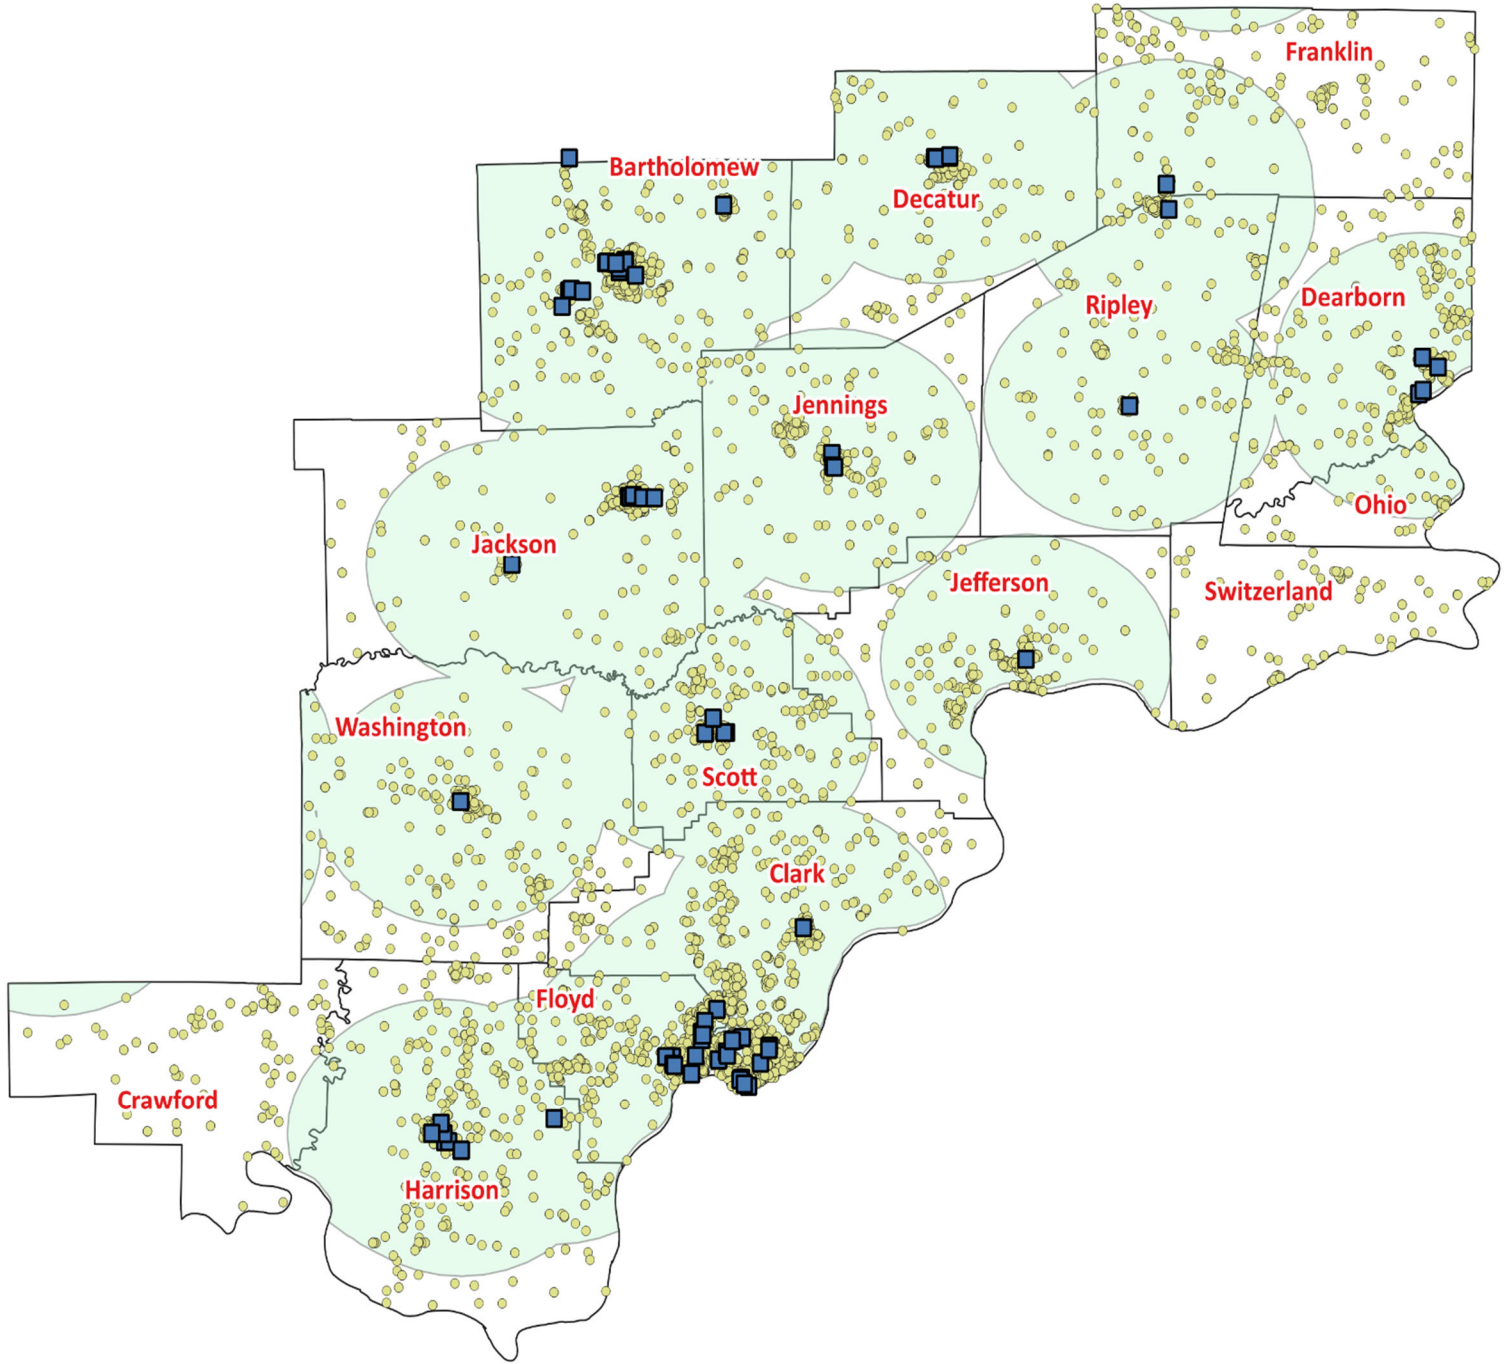 Franklin
Bartholomew
Decatur
Ripley
Dearborn
Jennings
Ohio
Jackson
Jefferson
Switzerland
Washington
Scott
Clark
Floyd
Crawford
Harrison